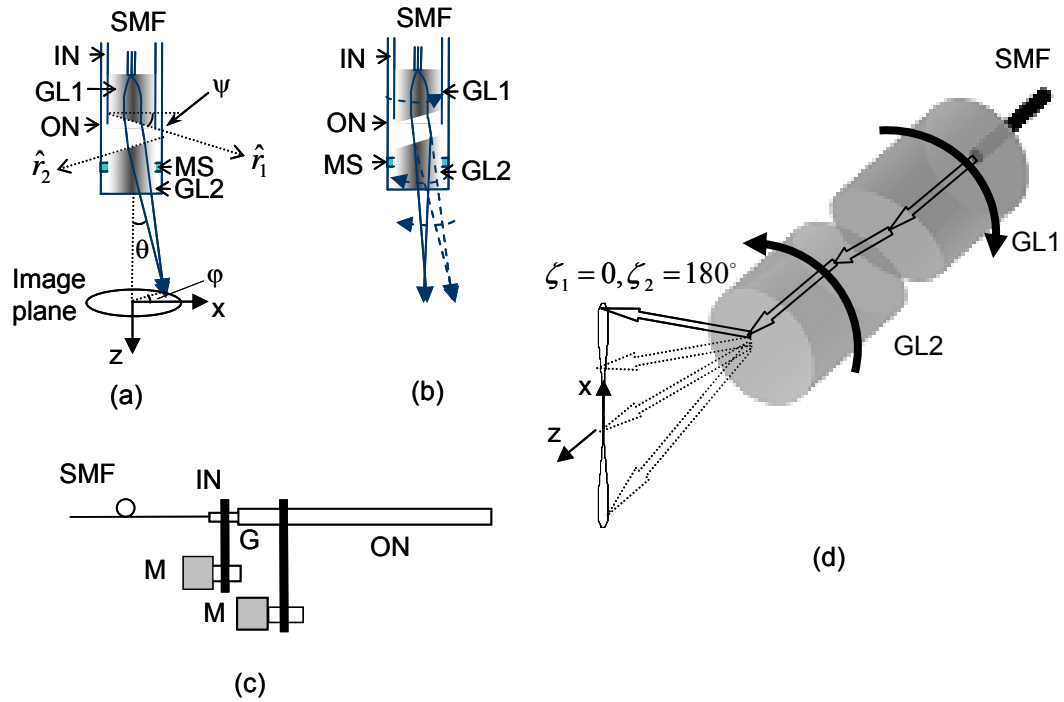 SMF
IN
GL1
ψ
ON
r̂₂
r̂₁
MS
GL2
θ
Image
plane
φ
x
z
(a)
SMF
IN
GL1
ON
MS
GL2
(b)
SMF
IN
G
ON
M
M
(c)
SMF
GL1
ζ₁ = 0, ζ₂ = 180°
GL2
x
z
(d)